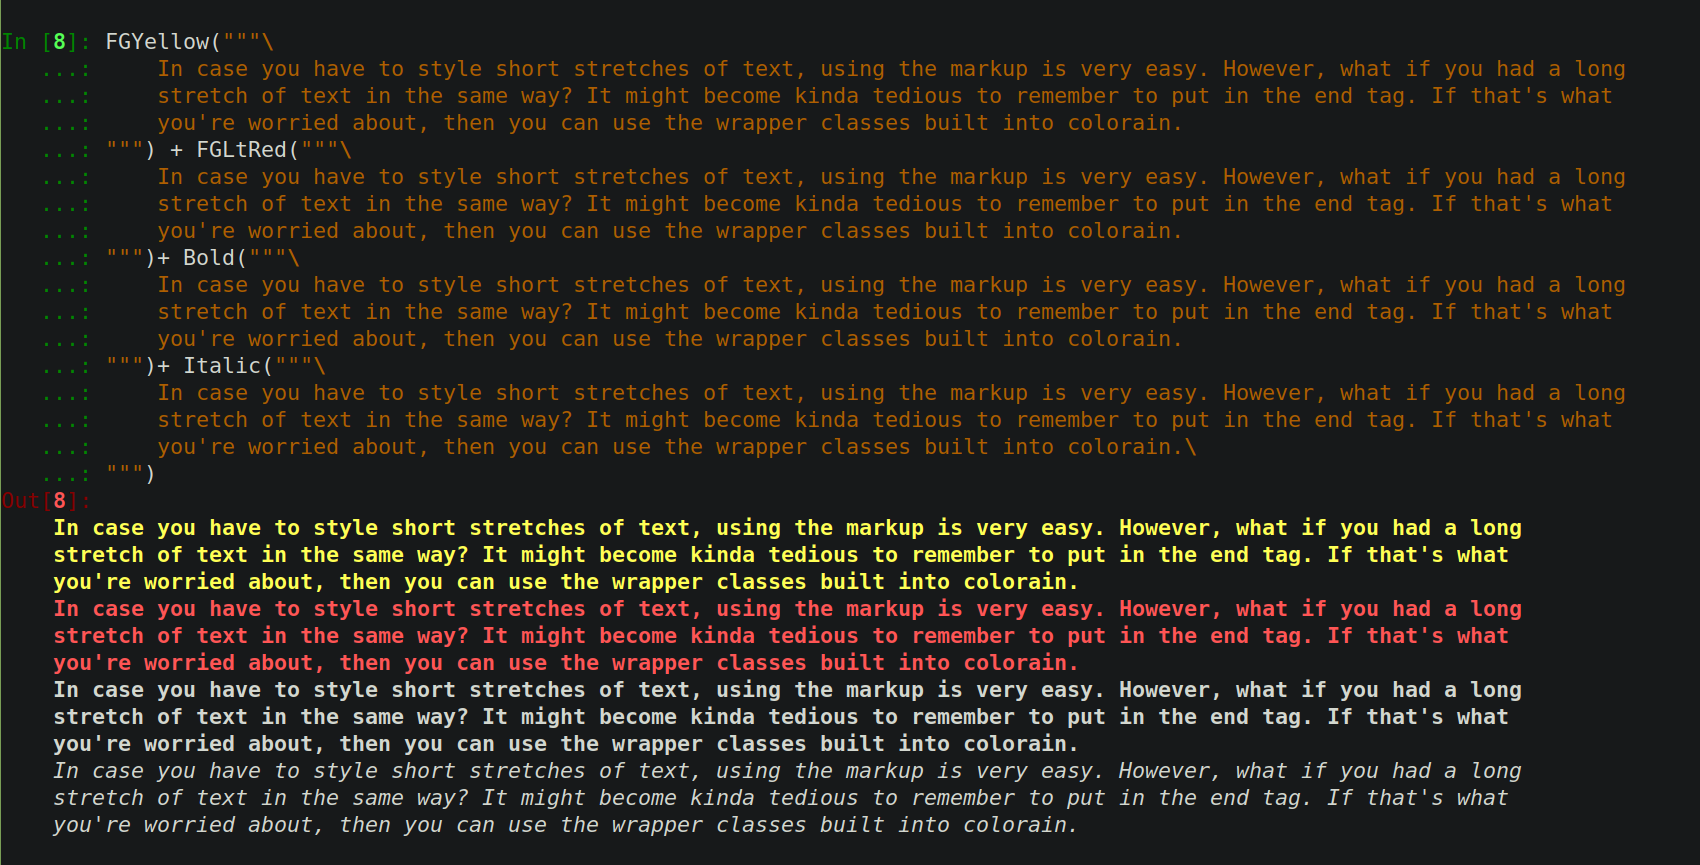 In [8]: FGYellow("""\
   ...:     In case you have to style short stretches of text, using the markup is very easy. However, what if you had a long
   ...:     stretch of text in the same way? It might become kinda tedious to remember to put in the end tag. If that's what
   ...:     you're worried about, then you can use the wrapper classes built into colorain.
   ...: """) + FGLtRed("""\
   ...:     In case you have to style short stretches of text, using the markup is very easy. However, what if you had a long
   ...:     stretch of text in the same way? It might become kinda tedious to remember to put in the end tag. If that's what
   ...:     you're worried about, then you can use the wrapper classes built into colorain.
   ...: """)+ Bold("""\
   ...:     In case you have to style short stretches of text, using the markup is very easy. However, what if you had a long
   ...:     stretch of text in the same way? It might become kinda tedious to remember to put in the end tag. If that's what
   ...:     you're worried about, then you can use the wrapper classes built into colorain.
   ...: """)+ Italic("""\
   ...:     In case you have to style short stretches of text, using the markup is very easy. However, what if you had a long
   ...:     stretch of text in the same way? It might become kinda tedious to remember to put in the end tag. If that's what
   ...:     you're worried about, then you can use the wrapper classes built into colorain.\
   ...: """)
Out[8]:
    In case you have to style short stretches of text, using the markup is very easy. However, what if you had a long
    stretch of text in the same way? It might become kinda tedious to remember to put in the end tag. If that's what
    you're worried about, then you can use the wrapper classes built into colorain.
    In case you have to style short stretches of text, using the markup is very easy. However, what if you had a long
    stretch of text in the same way? It might become kinda tedious to remember to put in the end tag. If that's what
    you're worried about, then you can use the wrapper classes built into colorain.
    In case you have to style short stretches of text, using the markup is very easy. However, what if you had a long
    stretch of text in the same way? It might become kinda tedious to remember to put in the end tag. If that's what
    you're worried about, then you can use the wrapper classes built into colorain.
    In case you have to style short stretches of text, using the markup is very easy. However, what if you had a long
    stretch of text in the same way? It might become kinda tedious to remember to put in the end tag. If that's what
    you're worried about, then you can use the wrapper classes built into colorain.